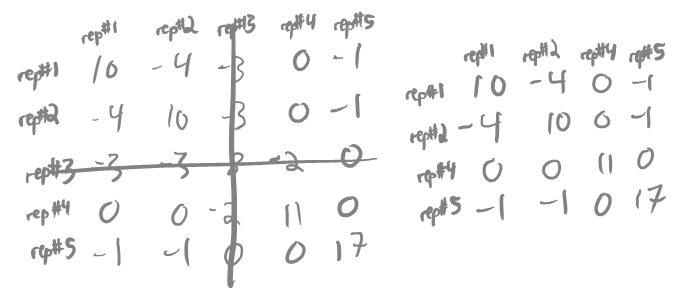 rep#1 rep#2 rep#3 rep#4 rep#5
rep#1 10 -4 -3 0 -1
rep#2 -4 10 -3 0 -1
rep#3 -3 -3 -2 0
rep#4 0 0 -2 11 0
rep#5 -1 -1 0 0 17
rep#1 rep#2 rep#4 rep#5
rep#1 10 -4 0 -1
rep#2 -4 10 0 -1
rep#4 0 0 11 0
rep#5 -1 -1 0 17